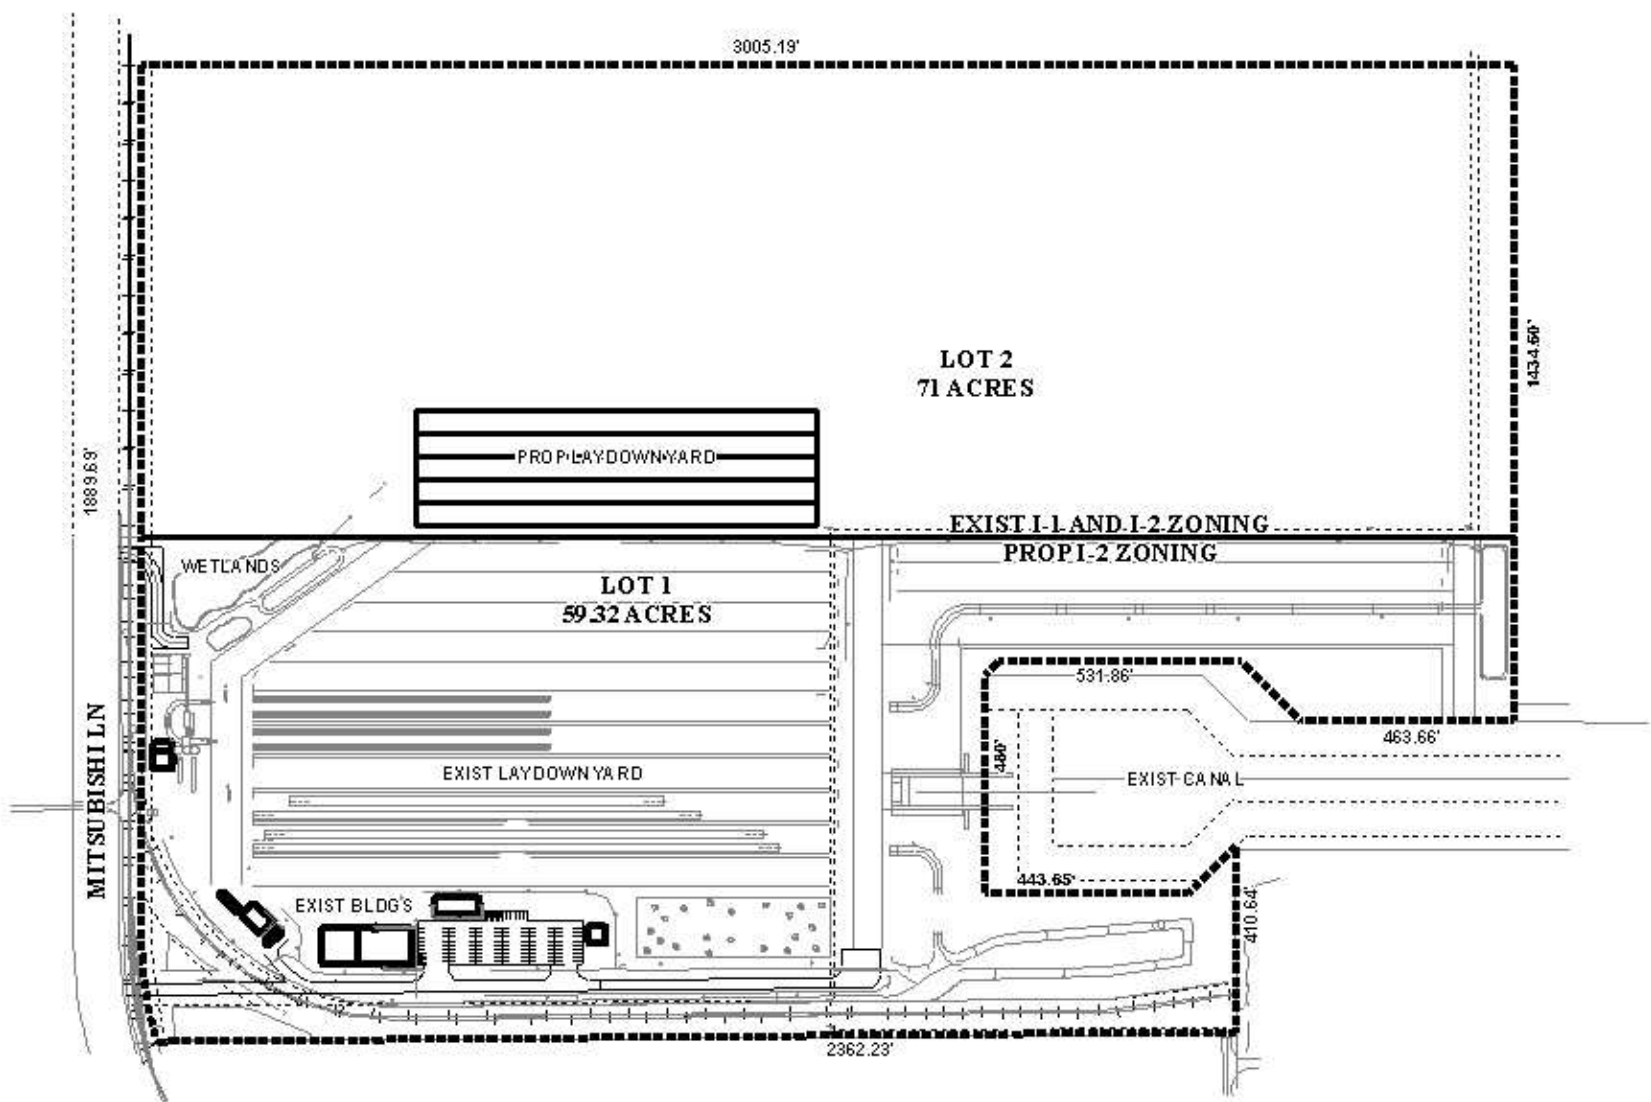 3005.19'
LOT 2
71 ACRES
1434.60'
PROP LAYDOWN YARD
1889.69'
EXIST I-1 AND I-2 ZONING
PROP I-2 ZONING
WETLANDS
LOT 1
59.32 ACRES
531.86'
463.66'
480'
EXIST LAYDOWN YARD
EXIST CANAL
MITSUBISHI LN
443.65'
EXIST BLDG'S
410.64'
2362.23'